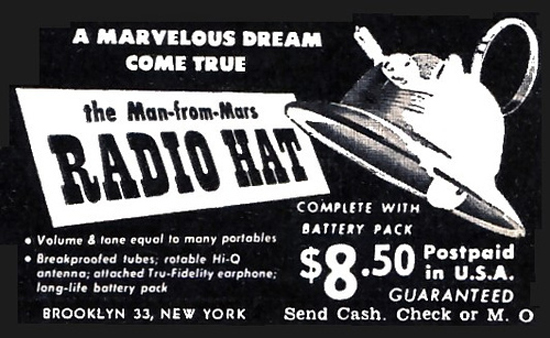 A MARVELOUS DREAM
COME TRUE
the Man-from-Mars
RADIO HAT
COMPLETE WITH
BATTERY PACK
• Volume & tone equal to many portables
• Breakproofed tubes; rotable Hi-Q
antenna; attached Tru-Fidelity earphone;
long-life battery pack
$8.50 Postpaid
in U.S.A.
GUARANTEED
BROOKLYN 33, NEW YORK
Send Cash. Check or M. O